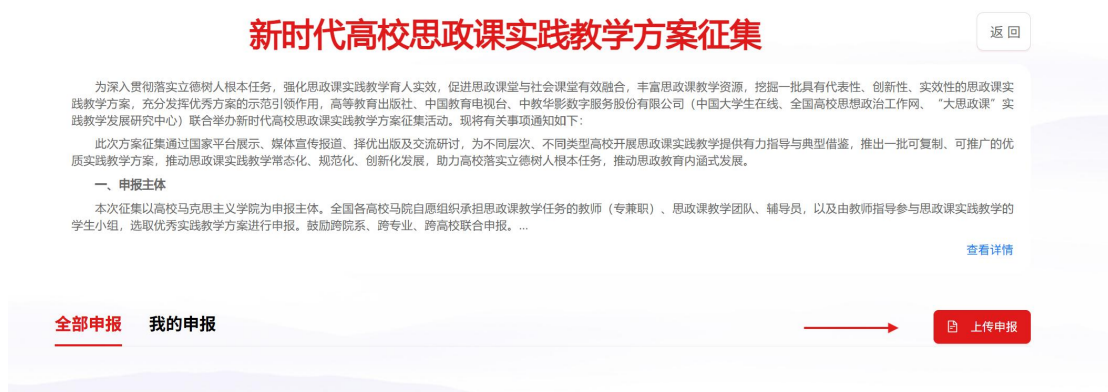 新时代高校思政课实践教学方案征集
返回
为深入贯彻落实立德树人根本任务，强化思政课实践教学育人实效，促进思政课堂与社会课堂有效融合，丰富思政课教学资源，挖掘一批具有代表性、创新性、实效性的思政课实
践教学方案，充分发挥优秀方案的示范引领作用，高等教育出版社、中国教育电视台、中教华影数字服务股份有限公司（中国大学生在线、全国高校思想政治工作网、“大思政课”实
践教学发展研究中心）联合举办新时代高校思政课实践教学方案征集活动。现将有关事项通知如下：
此次方案征集通过国家平台展示、媒体宣传报道、择优出版及交流研讨，为不同层次、不同类型高校开展思政课实践教学提供有力指导与典型借鉴，推出一批可复制、可推广的优
质实践教学方案，推动思政课实践教学常态化、规范化、创新化发展，助力高校落实立德树人根本任务，推动思政教育内涵式发展。
一、申报主体
本次征集以高校马克思主义学院为申报主体。全国各高校马院自愿组织承担思政课教学任务的教师（专兼职）、思政课教学团队、辅导员，以及由教师指导参与思政课实践教学的
学生小组，选取优秀实践教学方案进行申报。鼓励跨院系、跨专业、跨高校联合申报。...
查看详情
全部申报 我的申报
上传申报